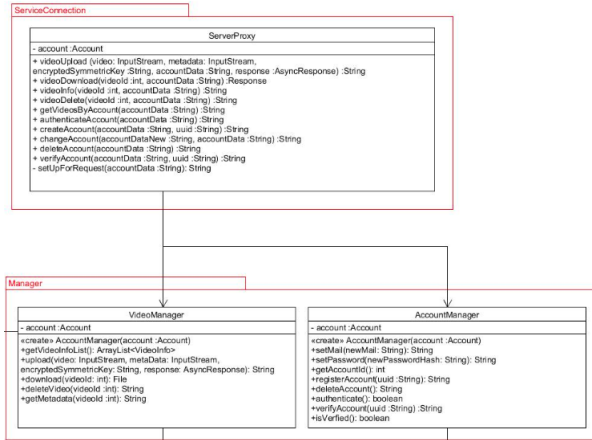 ServiceConnection
ServerProxy
- account :Account
+ videoUpload (video: InputStream, metadata: InputStream,
encryptedSymmetricKey :String, accountData :String, response :AsyncResponse) :String
+ videoDownload(videoId :int, accountData :String) :Response
+ videoInfo(videoId :int, accountData :String) :String
+ videoDelete(videoId :int, accountData :String) :String
+ getVideosByAccount(accountData :String) :String
+ authenticateAccount(accountData :String) :String
+ createAccount(accountData :String, uuid :String) :String
+ changeAccount(accountDataNew :String, accountData :String) :String
+ deleteAccount(accountData :String) :String
+ verifyAccount(accountData :String, uuid :String) :String
- setUpForRequest(accountData :String): String
Manager
VideoManager
- account :Account
«create» AccountManager(account :Account)
+getVideoInfoList(): ArrayList<VideoInfo>
+upload(video: InputStream, metaData: InputStream,
encryptedSymmetricKey: String, response: AsyncResponse): String
+download(videoId: int): File
+deleteVideo(videoId :int): String
+getMetadata(videoId :int): String
AccountManager
- account :Account
«create» AccountManager(account :Account)
+setMail(newMail :String): String
+setPassword(newPasswordHash: String): String
+getAccountId(): int
+registerAccount(uuid :String): String
+deleteAccount(): String
+authenticate(): boolean
+verifyAccount(uuid :String) :String
+isVerfied(): boolean